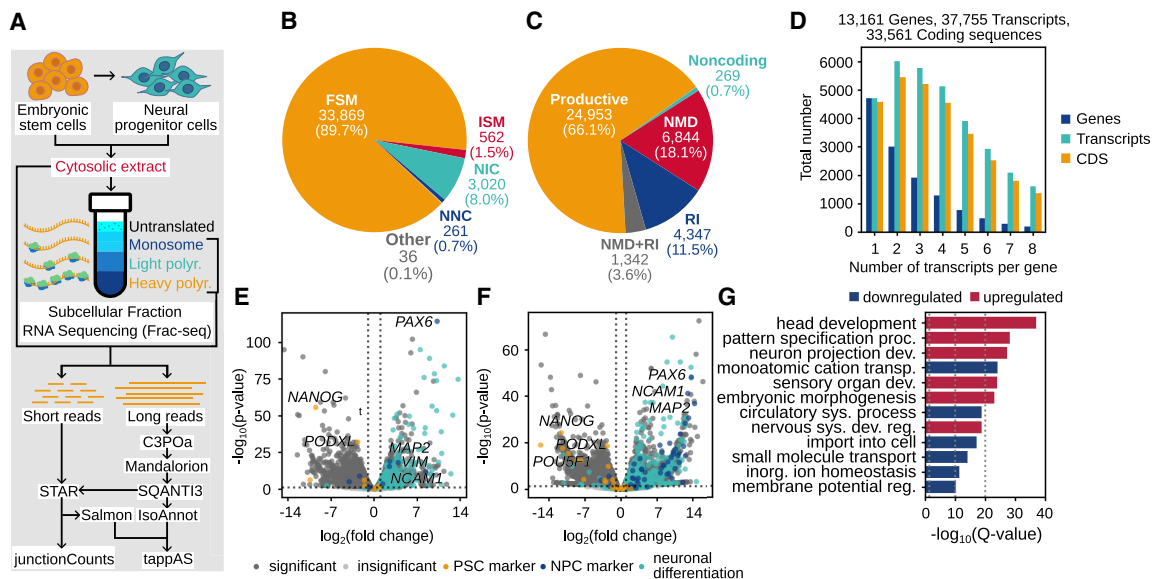 A
Embryonic
stem cells
Neural
progenitor cells
Cytosolic extract
Untranslated
Monosome
Light polyr.
Heavy polyr.
Subcellular Fraction
RNA Sequencing (Frac-seq)
Short reads
Long reads
C3POa
Mandalorion
STAR
SQANTI3
Salmon
IsoAnnot
junctionCounts
tappAS
B
FSM
33,869
(89.7%)
ISM
562
(1.5%)
NIC
3,020
(8.0%)
NNC
261
(0.7%)
Other
36
(0.1%)
C
Productive
24,953
(66.1%)
Noncoding
269
(0.7%)
NMD
6,844
(18.1%)
RI
4,347
(11.5%)
NMD+RI
1,342
(3.6%)
D
13,161 Genes, 37,755 Transcripts,
33,561 Coding sequences
Total number
6000
5000
4000
3000
2000
1000
0
1 2 3 4 5 6 7 8
Number of transcripts per gene
Genes
Transcripts
CDS
E
-log10(p-value)
100
75
50
25
0
PAX6
NANOG
t
PODXL
MAP2
VIM
NCAM1
-14 -7 0 7 14
log2(fold change)
F
-log10(p-value)
60
40
20
0
PAX6
NCAM1
MAP2
NANOG
PODXL
POU5F1
-14 -7 0 7 14
log2(fold change)
significant
insignificant
PSC marker
NPC marker
neuronal
differentiation
G
downregulated
upregulated
head development
pattern specification proc.
neuron projection dev.
monoatomic cation transp.
sensory organ dev.
embryonic morphogenesis
circulatory sys. process
nervous sys. dev. reg.
import into cell
small molecule transport
inorg. ion homeostasis
membrane potential reg.
0 10 20 30 40
-log10(Q-value)